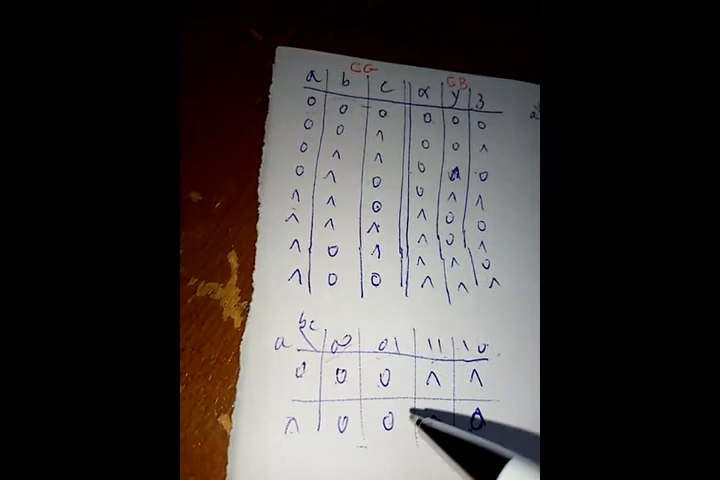 CG CB
a b c x y z
0 0 0 0 0 0
0 0 1 0 0 1
0 1 1 0 1 0
0 1 0 0 1 1
1 1 0 1 0 0
1 1 1 1 0 1
1 0 1 1 1 0
1 0 0 1 1 1
a bc 00 01 11 10
0 0 0 1 1
1 0 0 0